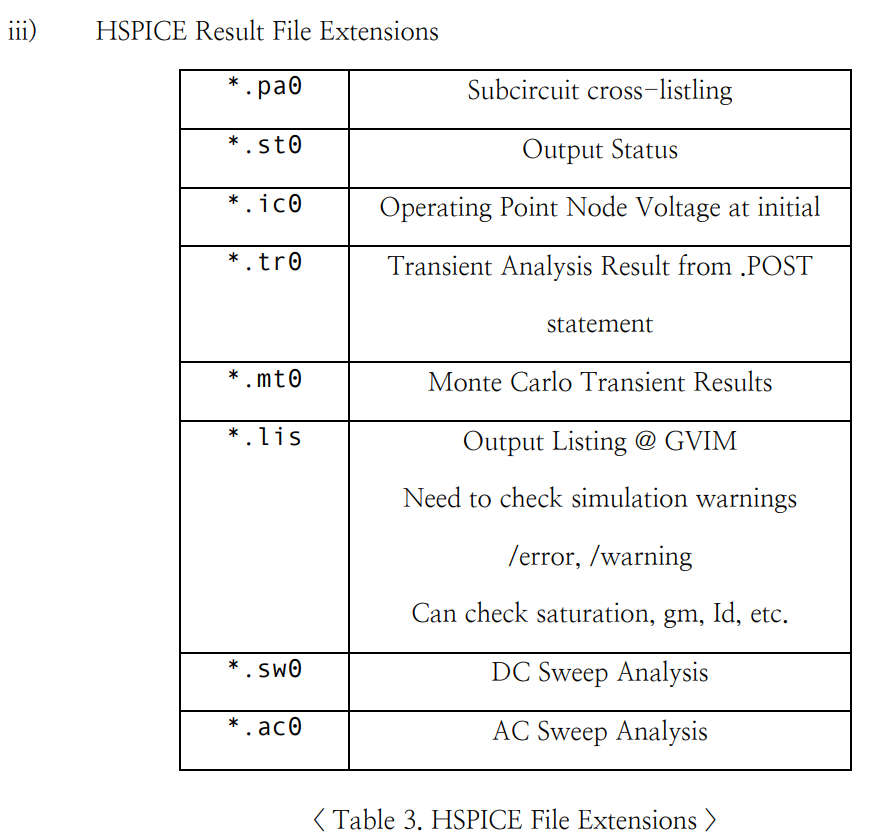 iii) HSPICE Result File Extensions
*.pa0 Subcircuit cross-listling
*.st0 Output Status
*.ic0 Operating Point Node Voltage at initial
*.tr0 Transient Analysis Result from .POST
statement
*.mt0 Monte Carlo Transient Results
*.lis Output Listing @ GVIM
Need to check simulation warnings
/error, /warning
Can check saturation, gm, Id, etc.
*.sw0 DC Sweep Analysis
*.ac0 AC Sweep Analysis
〈 Table 3. HSPICE File Extensions 〉